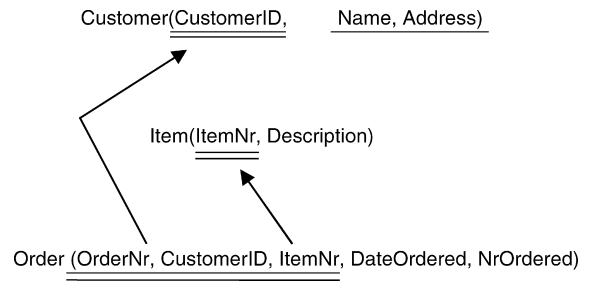 Customer(CustomerID, Name, Address)
Item(ItemNr, Description)
Order (OrderNr, CustomerID, ItemNr, DateOrdered, NrOrdered)